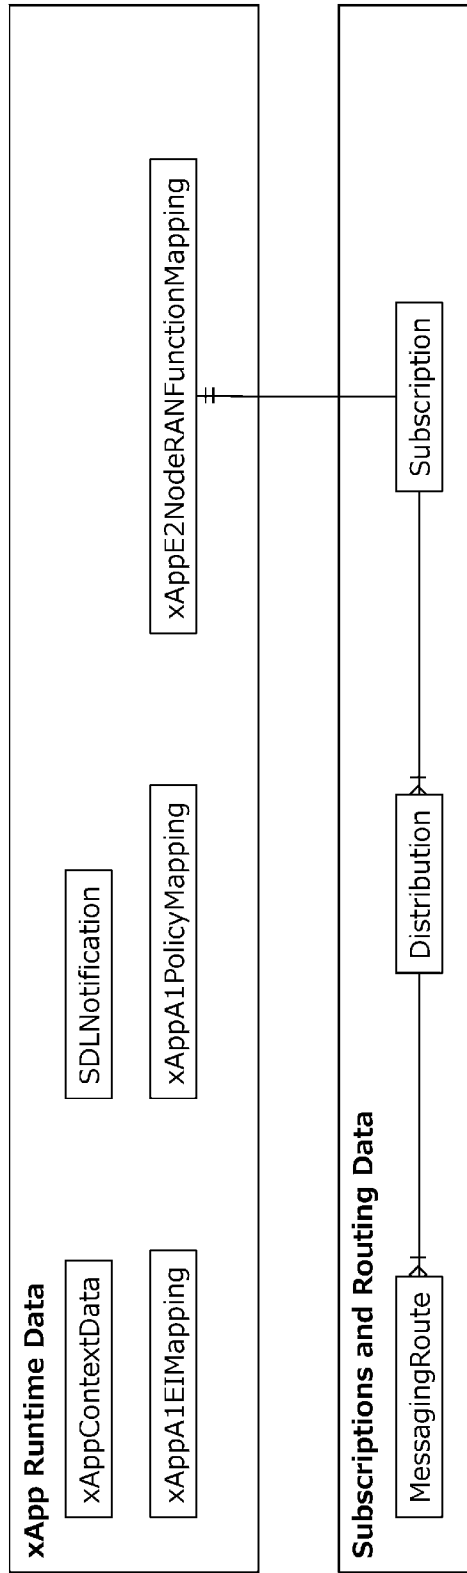 xApp Runtime Data
xAppContextData
SDLNotification
xAppA1EIMapping
xAppA1PolicyMapping
xAppE2NodeRANFunctionMapping
Subscriptions and Routing Data
MessagingRoute
Distribution
Subscription